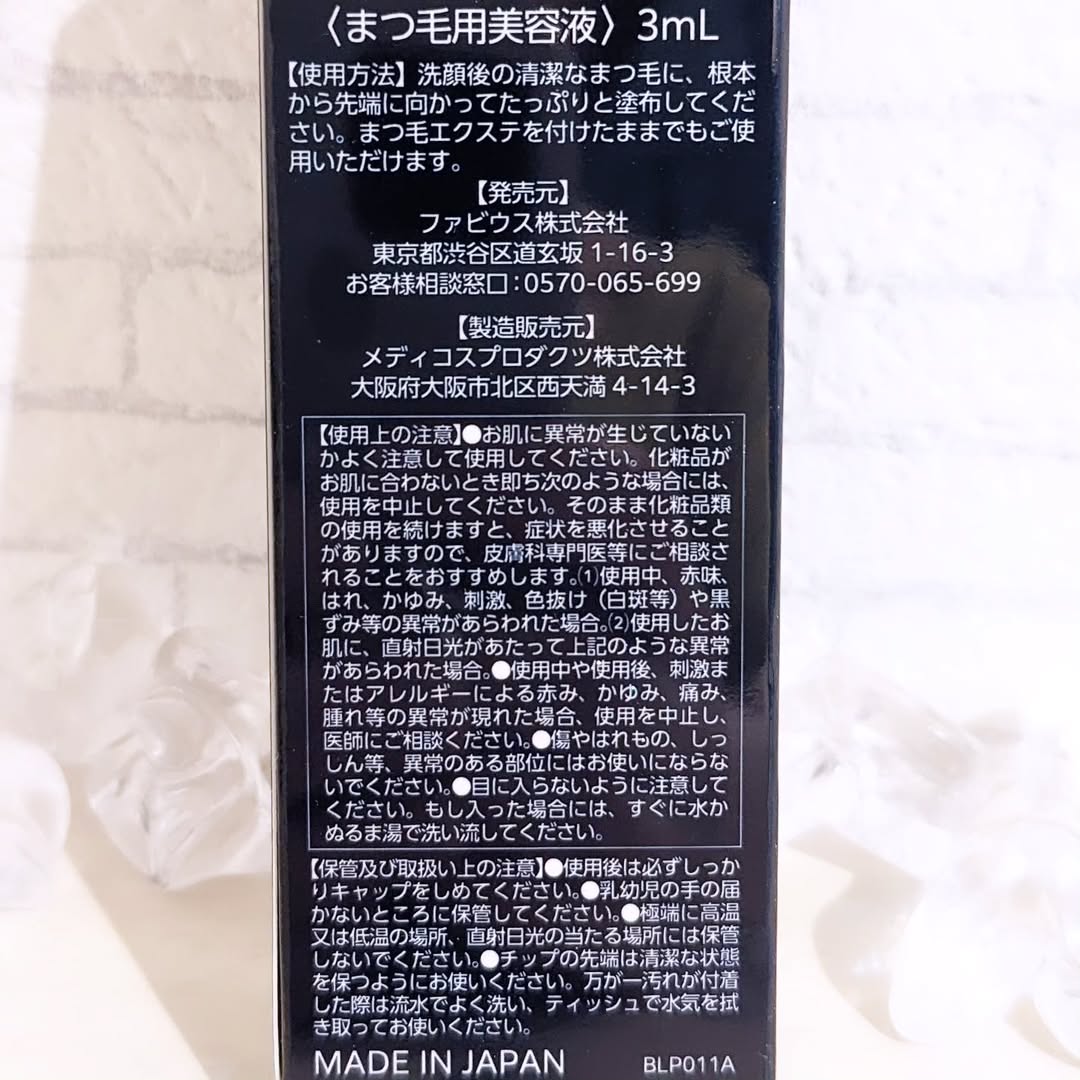 〈まつ毛用美容液〉 3mL
【使用方法】洗顔後の清潔なまつ毛に、根本
から先端に向かってたっぷりと塗布してくだ
さい。まつ毛エクステを付けたままでもご使
用いただけます。
【発売元】
ファビウス株式会社
東京都渋谷区道玄坂 1-16-3
お客様相談窓口：0570-065-699
【製造販売元】
メディコスプロダクツ株式会社
大阪府大阪市北区西天満 4-14-3
【使用上の注意】●お肌に異常が生じていない
かよく注意して使用してください。化粧品が
お肌に合わないとき即ち次のような場合には、
使用を中止してください。そのまま化粧品類
の使用を続けますと、症状を悪化させること
がありますので、皮膚科専門医等にご相談さ
れることをおすすめします。(1)使用中、赤味、
はれ、かゆみ、刺激、色抜け（白斑等）や黒
ずみ等の異常があらわれた場合。(2)使用したお
肌に、直射日光があたって上記のような異常
があらわれた場合。●使用中や使用後、刺激ま
たはアレルギーによる赤み、かゆみ、痛み、
腫れ等の異常が現れた場合、使用を中止し、
医師にご相談ください。●傷やはれもの、しっ
しん等、異常のある部位にはお使いにならな
いでください。●目に入らないように注意して
ください。もし入った場合には、すぐに水か
ぬるま湯で洗い流してください。
【保管及び取扱い上の注意】●使用後は必ずしっか
りキャップをしめてください。●乳幼児の手の届
かないところに保管してください。●極端に高温
又は低温の場所、直射日光の当たる場所には保管
しないでください。●チップの先端は清潔な状態
を保つようにお使いください。万が一汚れが付着
した際は流水でよく洗い、ティッシュで水気を拭
き取ってお使いください。
MADE IN JAPAN BLP011A